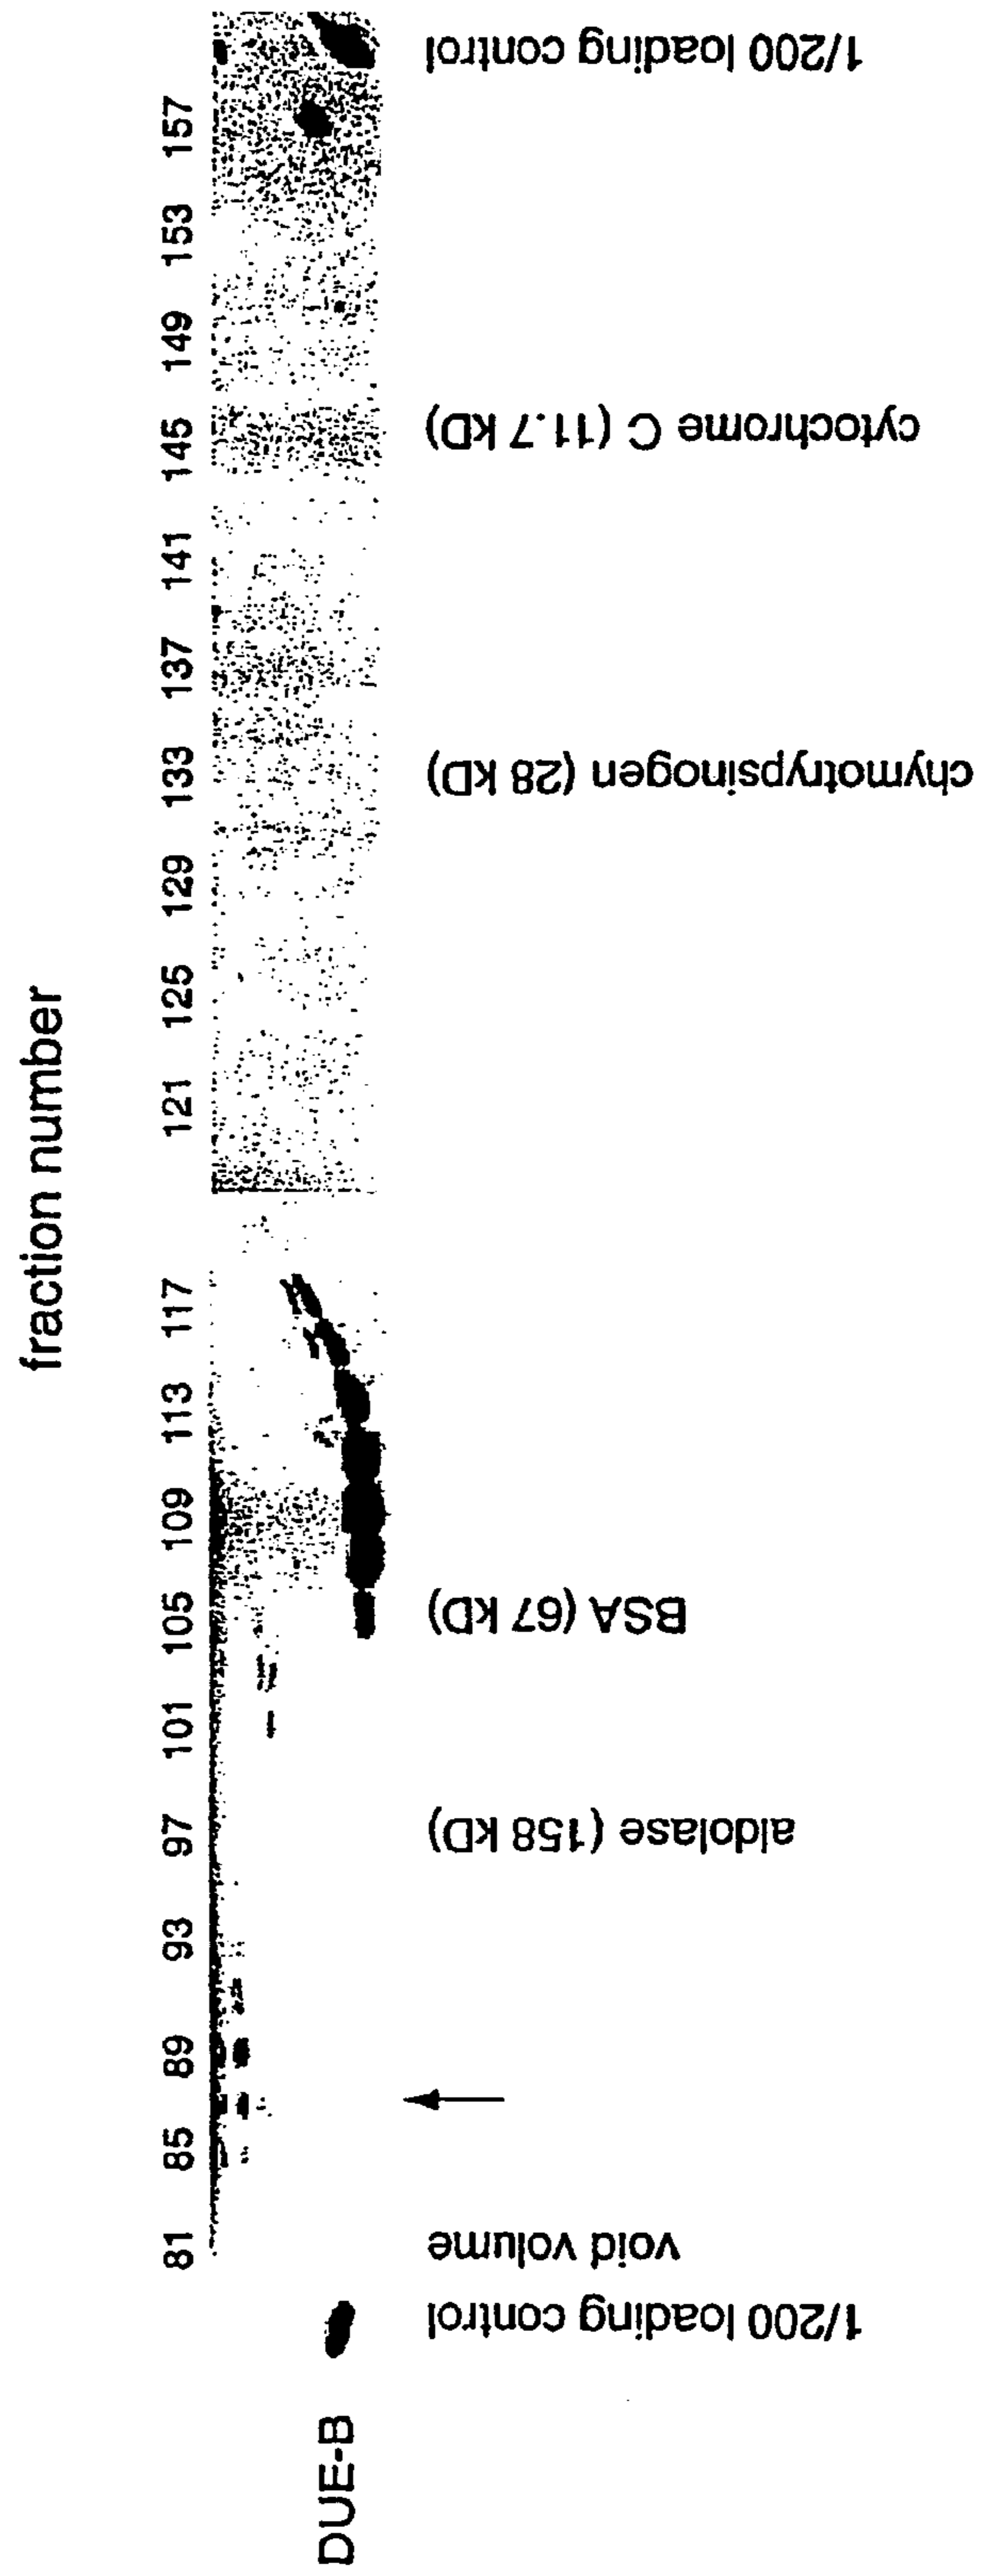 fraction number
81 85 89 93 97 101 105 109 113 117 121 125 129 133 137 141 145 149 153 157
DUE-B
1/200 loading control
void volume
aldolase (158 kD)
BSA (67 kD)
chymotrypsinogen (28 kD)
cytochrome C (11.7 kD)
1/200 loading control